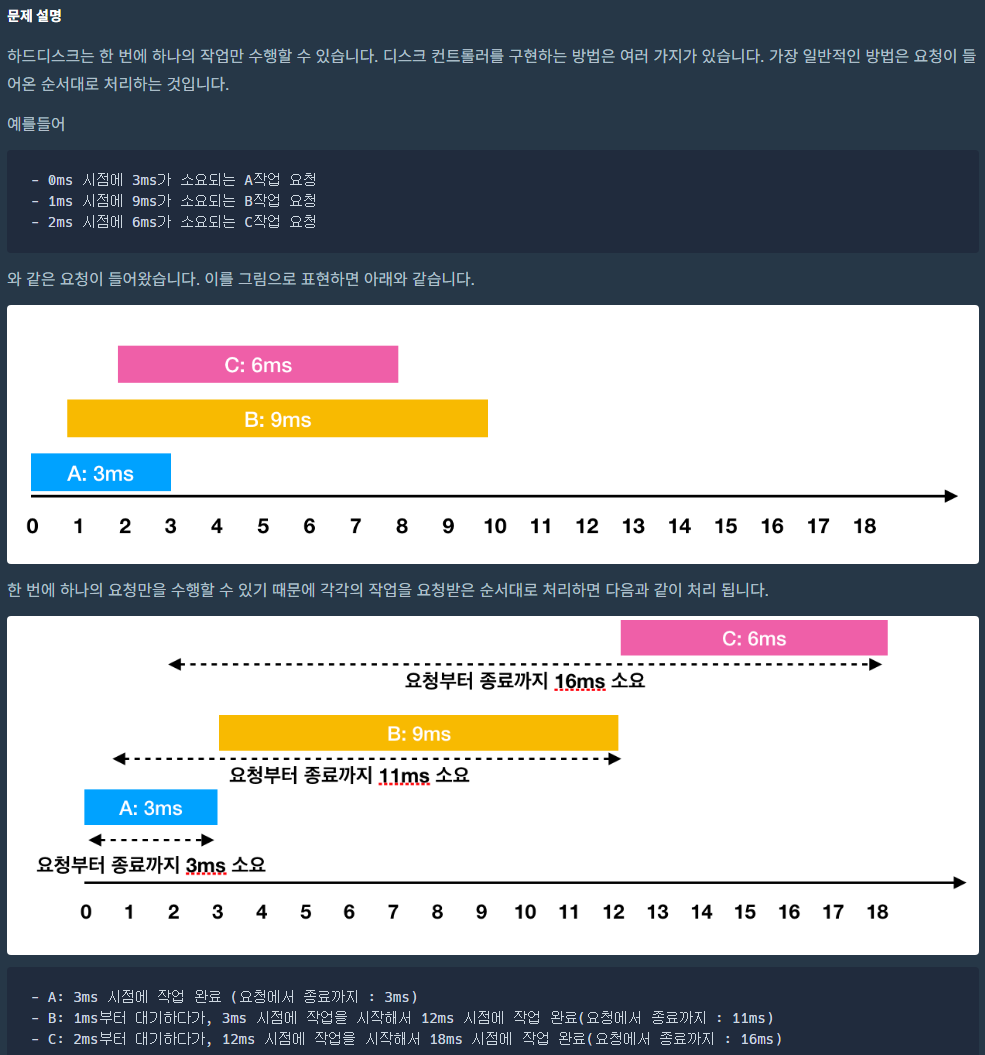 문제 설명
하드디스크는 한 번에 하나의 작업만 수행할 수 있습니다. 디스크 컨트롤러를 구현하는 방법은 여러 가지가 있습니다. 가장 일반적인 방법은 요청이 들
어온 순서대로 처리하는 것입니다.
예를들어
- 0ms 시점에 3ms가 소요되는 A작업 요청
- 1ms 시점에 9ms가 소요되는 B작업 요청
- 2ms 시점에 6ms가 소요되는 C작업 요청
와 같은 요청이 들어왔습니다. 이를 그림으로 표현하면 아래와 같습니다.
C: 6ms
B: 9ms
A: 3ms
0 1 2 3 4 5 6 7 8 9 10 11 12 13 14 15 16 17 18
한 번에 하나의 요청만을 수행할 수 있기 때문에 각각의 작업을 요청받은 순서대로 처리하면 다음과 같이 처리 됩니다.
C: 6ms
요청부터 종료까지 16ms 소요
B: 9ms
요청부터 종료까지 11ms 소요
A: 3ms
요청부터 종료까지 3ms 소요
0 1 2 3 4 5 6 7 8 9 10 11 12 13 14 15 16 17 18
- A: 3ms 시점에 작업 완료 (요청에서 종료까지 : 3ms)
- B: 1ms부터 대기하다가, 3ms 시점에 작업을 시작해서 12ms 시점에 작업 완료(요청에서 종료까지 : 11ms)
- C: 2ms부터 대기하다가, 12ms 시점에 작업을 시작해서 18ms 시점에 작업 완료(요청에서 종료까지 : 16ms)